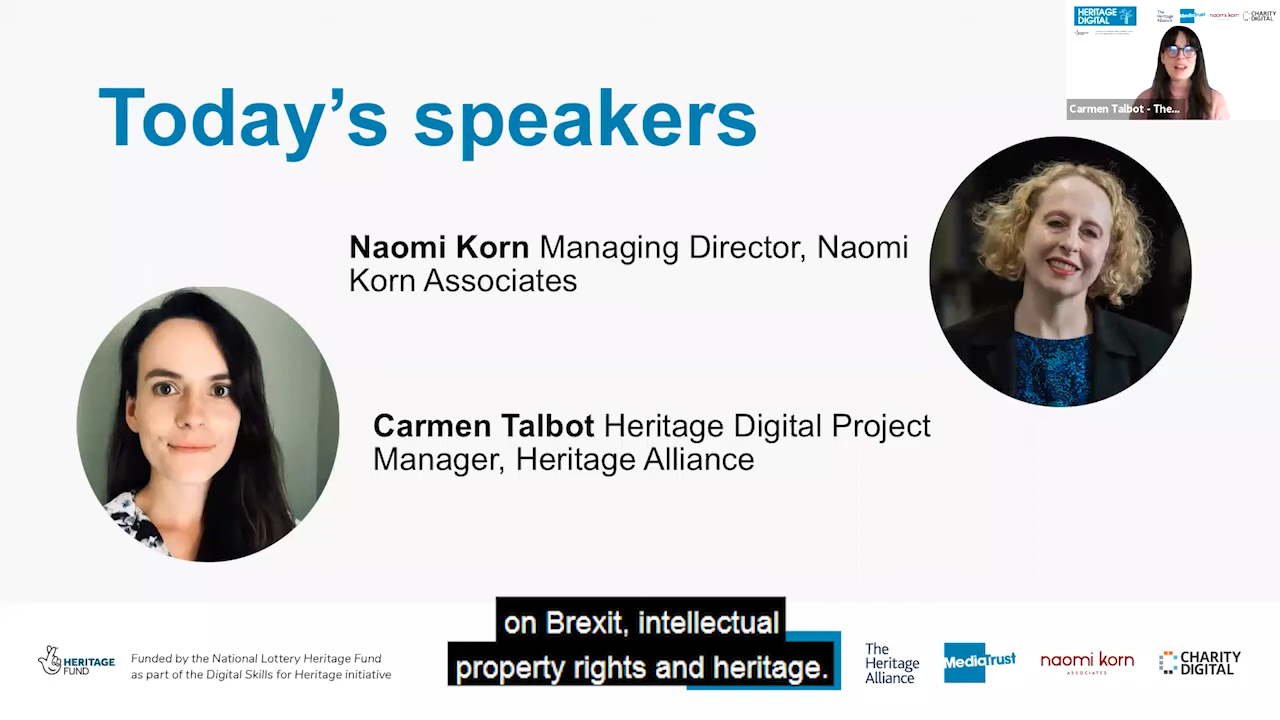 HERITAGE
DIGITAL
The
Heritage
Alliance
MediaTrust
naomi korn
CHARITY
DIGITAL
Carmen Talbot - The...
Today's speakers
Naomi Korn Managing Director, Naomi
Korn Associates
Carmen Talbot Heritage Digital Project
Manager, Heritage Alliance
on Brexit, intellectual
property rights and heritage.
HERITAGE
FUND
Funded by the National Lottery Heritage Fund
as part of the Digital Skills for Heritage initiative
The
Heritage
Alliance
MediaTrust
naomi korn
ASSOCIATES
CHARITY
DIGITAL